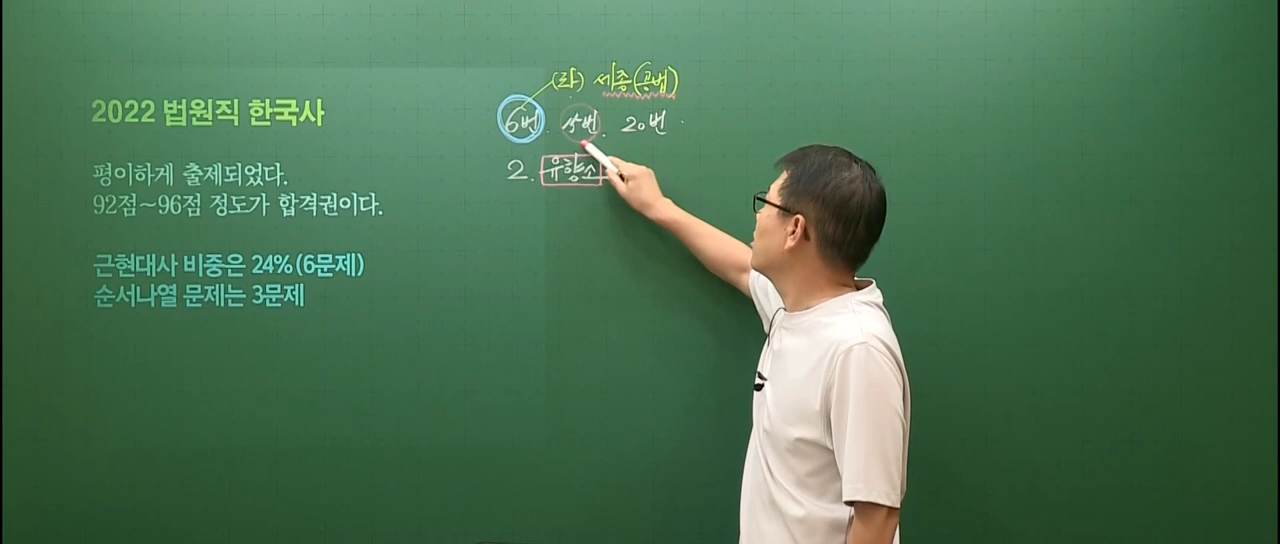 2022 법원직 한국사
평이하게 출제되었다.
92점~96점 정도가 합격권이다.
근현대사 비중은 24%(6문제)
순서나열 문제는 3문제
(라) 세종(공법)
6번. 번. 20번.
2. 유향소